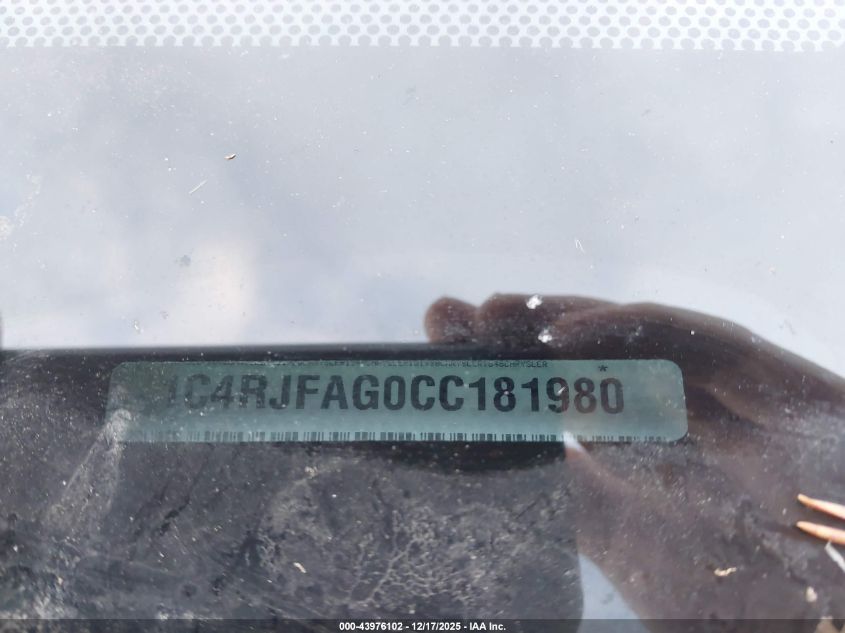 1C4RJFAG0CC181980*
000-43976102 - 12/17/2025 - IAA Inc.